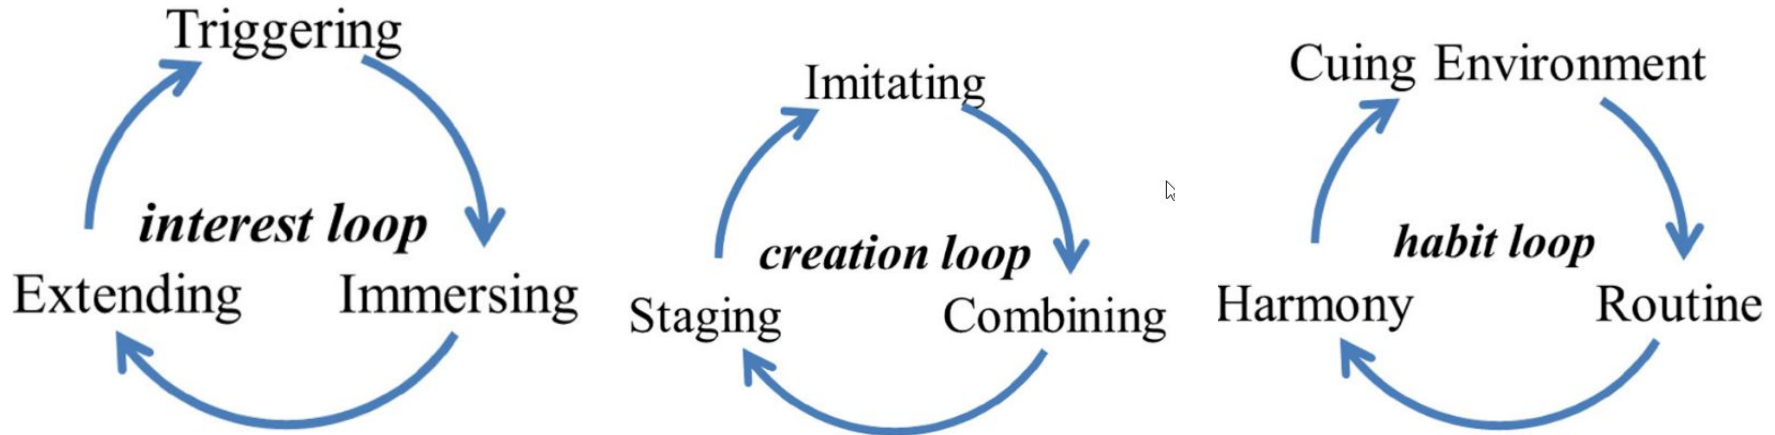 Triggering
interest loop
Extending
Immersing
Imitating
creation loop
Staging
Combining
Cuing Environment
habit loop
Harmony
Routine